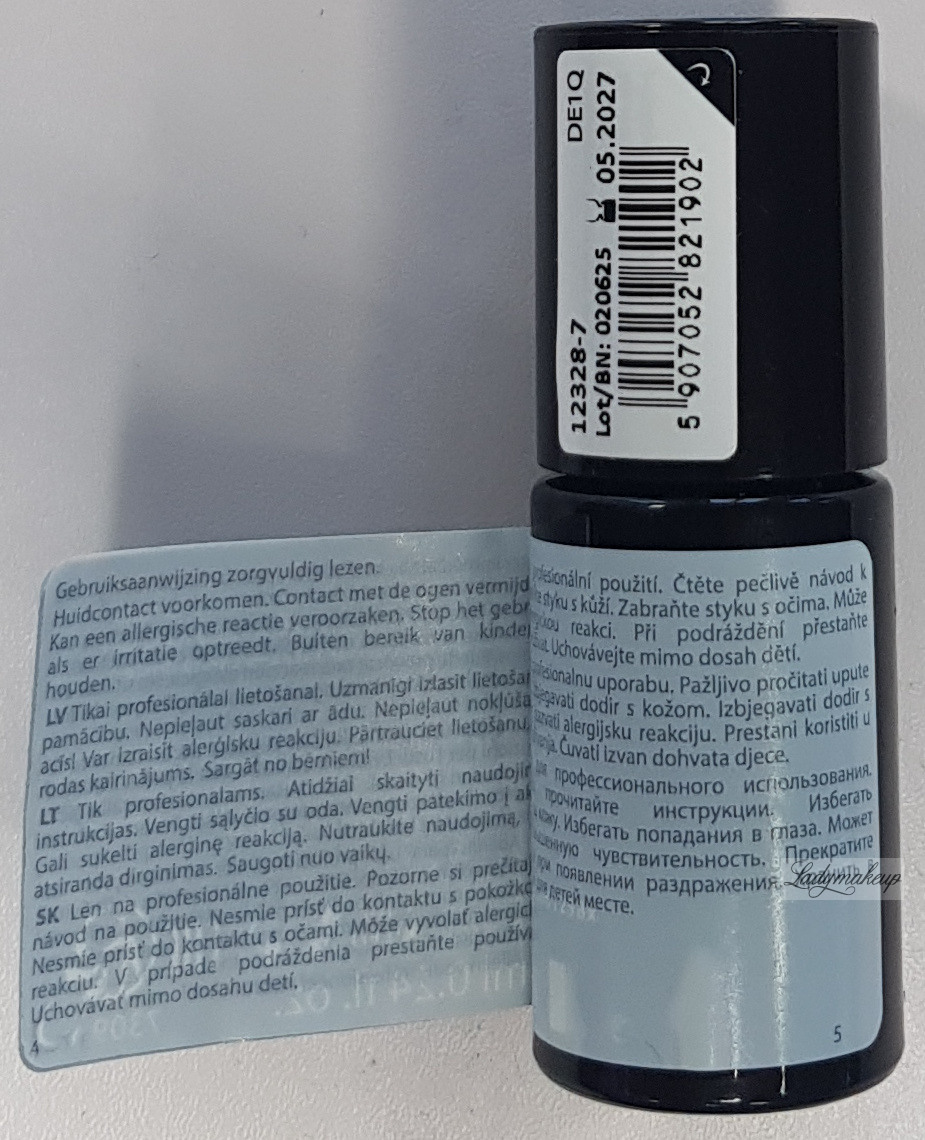 DE1Q
05.2027
12328-7
Lot/BN: 020625
5 907052 821902
Gebruiksaanwijzing zorgvuldig lezen.
Huidcontact voorkomen. Contact met de ogen vermijd
Kan een allergische reactie veroorzaken. Stop het gebr
als er irritatie optreedt. Buiten bereik van kinde
houden.
LV Tikai profesionālai lietošanai. Uzmanīgi izlasīt lietoša
pamācību. Nepieļaut saskari ar ādu. Nepieļaut nokļūša
acīs! Var izraisīt alerģisku reakciju. Pārtrauciet lietošanu,
rodas kairinājums. Sargāt no bērniem!
LT Tik profesionalams. Atidžiai skaityti naudojir
instrukcijas. Vengti sąlyčio su oda. Vengti patekimo į ak
Gali sukelti alerginę reakciją. Nutraukite naudojimą,
atsiranda dirginimas. Saugoti nuo vaikų.
SK Len na profesionálne použitie. Pozorne si prečítaj
návod na použitie. Nesmie prísť do kontaktu s pokožko
Nesmie prísť do kontaktu s očami. Môže vyvolať alergick
reakciu. V prípade podráždenia prestaňte použív
Uchovávať mimo dosahu detí.
4
ofesionální použití. Čtěte pečlivě návod k
styku s kůží. Zabraňte styku s očima. Může
reakci. Při podráždění přestaňte
Uchovávejte mimo dosah dětí.
ofesionalnu uporabu. Pažljivo pročitati upute
bjegavati dodir s kožom. Izbjegavati dodir s
alergijsku reakciju. Prestani koristiti u
Čuvati izvan dohvata djece.
для профессионального использования.
прочитайте инструкции. Избегать
кожу. Избегать попадания в глаза. Может
чувствительность. Прекратите
при появлении раздражения.
для детей месте.
5
Ladymakeup